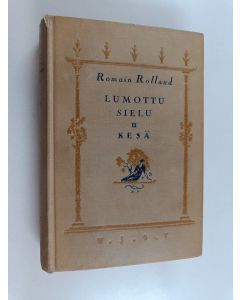 Romain Rolland
LUMOTTU
SIELU
II
KESÄ
W. S. O. Y